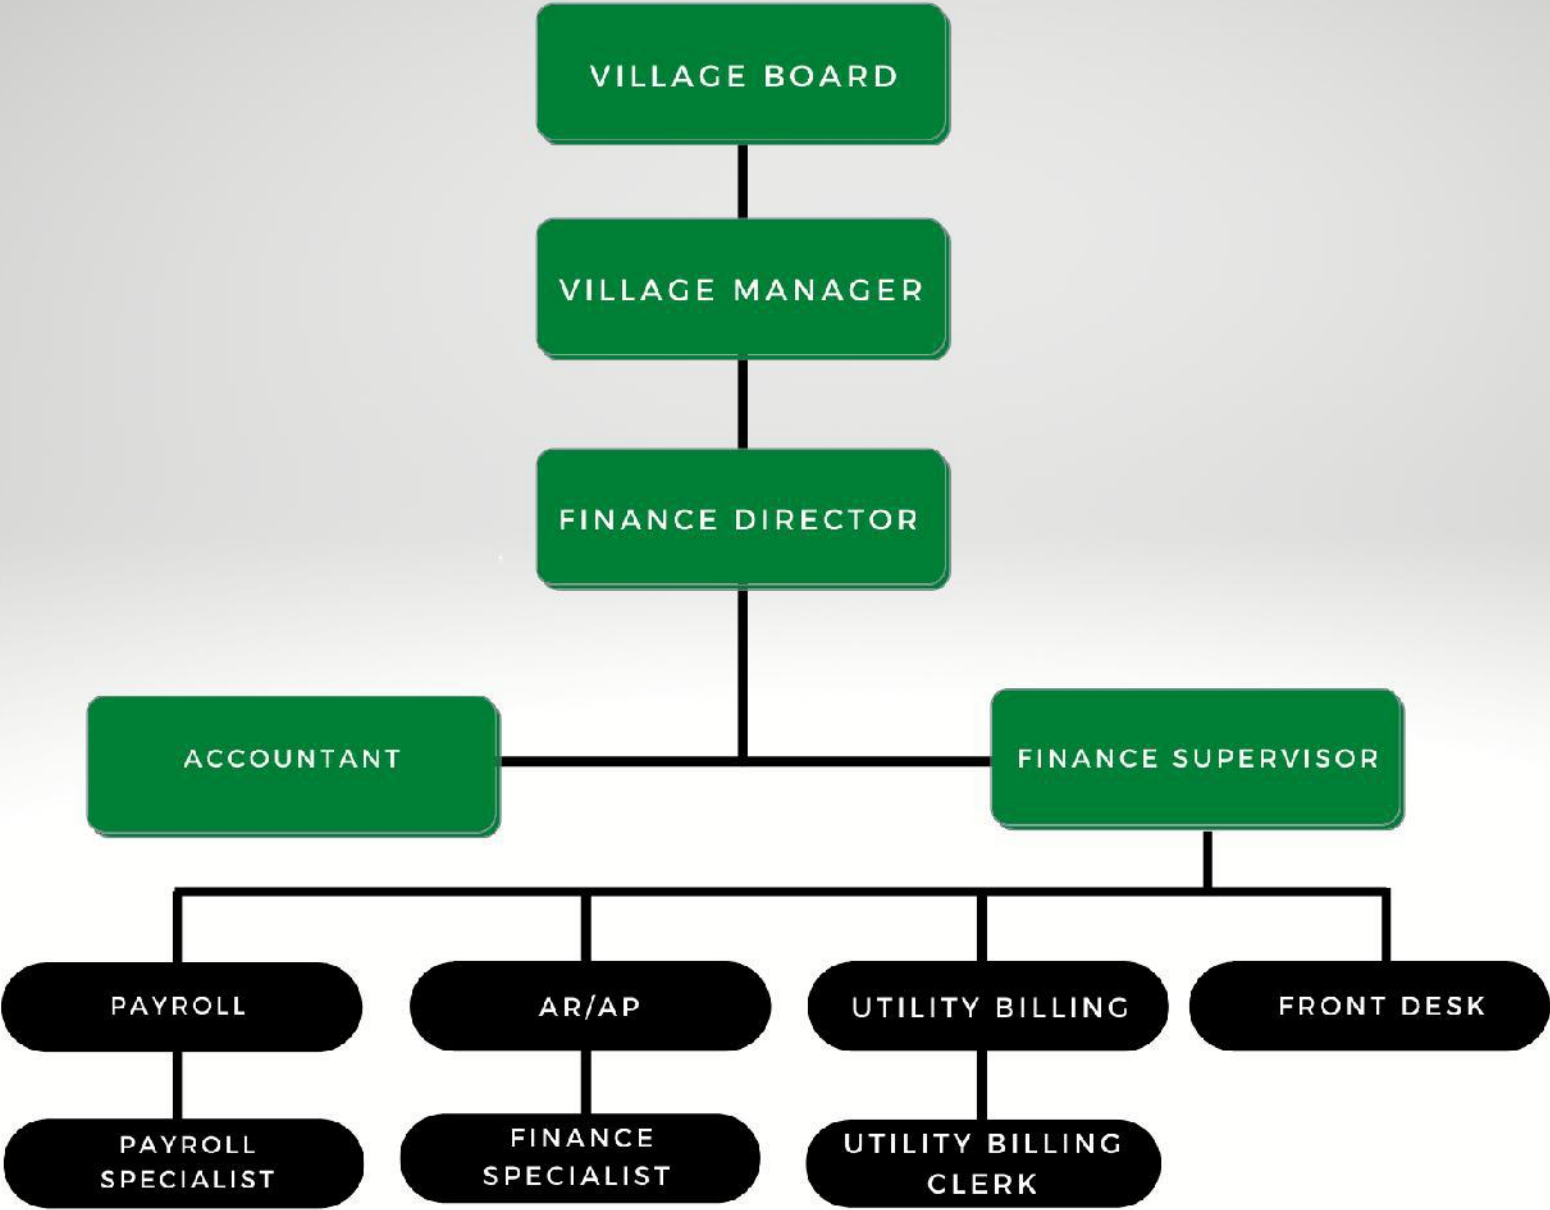 VILLAGE BOARD
VILLAGE MANAGER
FINANCE DIRECTOR
ACCOUNTANT
FINANCE SUPERVISOR
PAYROLL
AR/AP
UTILITY BILLING
FRONT DESK
PAYROLL
SPECIALIST
FINANCE
SPECIALIST
UTILITY BILLING
CLERK